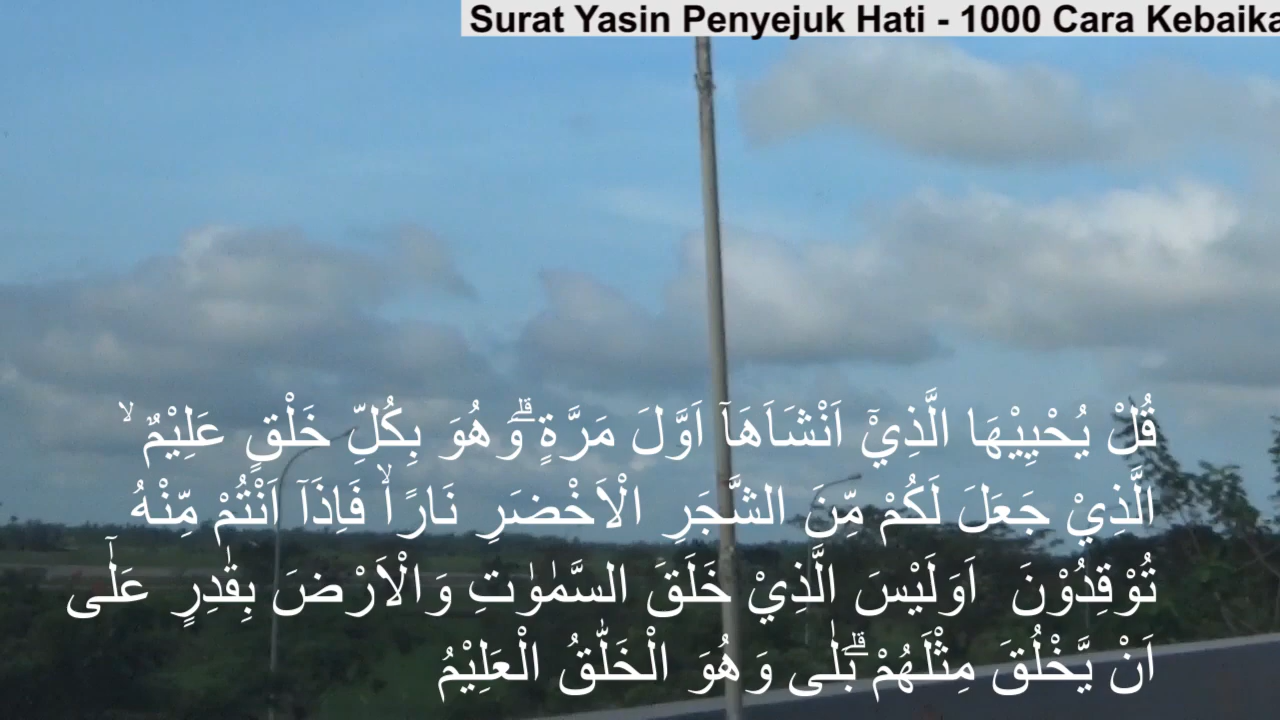 Surat Yasin Penyejuk Hati - 1000 Cara Kebaika
قُلْ يُحْيِيْهَا الَّذِيْٓ اَنْشَاَهَآ اَوَّلَ مَرَّةٍ ۗوَهُوَ بِكُلِّ خَلْقٍ عَلِيْمٌ ۙ
الَّذِيْ جَعَلَ لَكُمْ مِّنَ الشَّجَرِ الْاَخْضَرِ نَارًاۙ فَاِذَآ اَنْتُمْ مِّنْهُ
تُوْقِدُوْنَ اَوَلَيْسَ الَّذِيْ خَلَقَ السَّمٰوٰتِ وَالْاَرْضَ بِقٰدِرٍ عَلٰٓى
اَنْ يَّخْلُقَ مِثْلَهُمْ ۗبَلٰى وَهُوَ الْخَلّٰقُ الْعَلِيْمُ